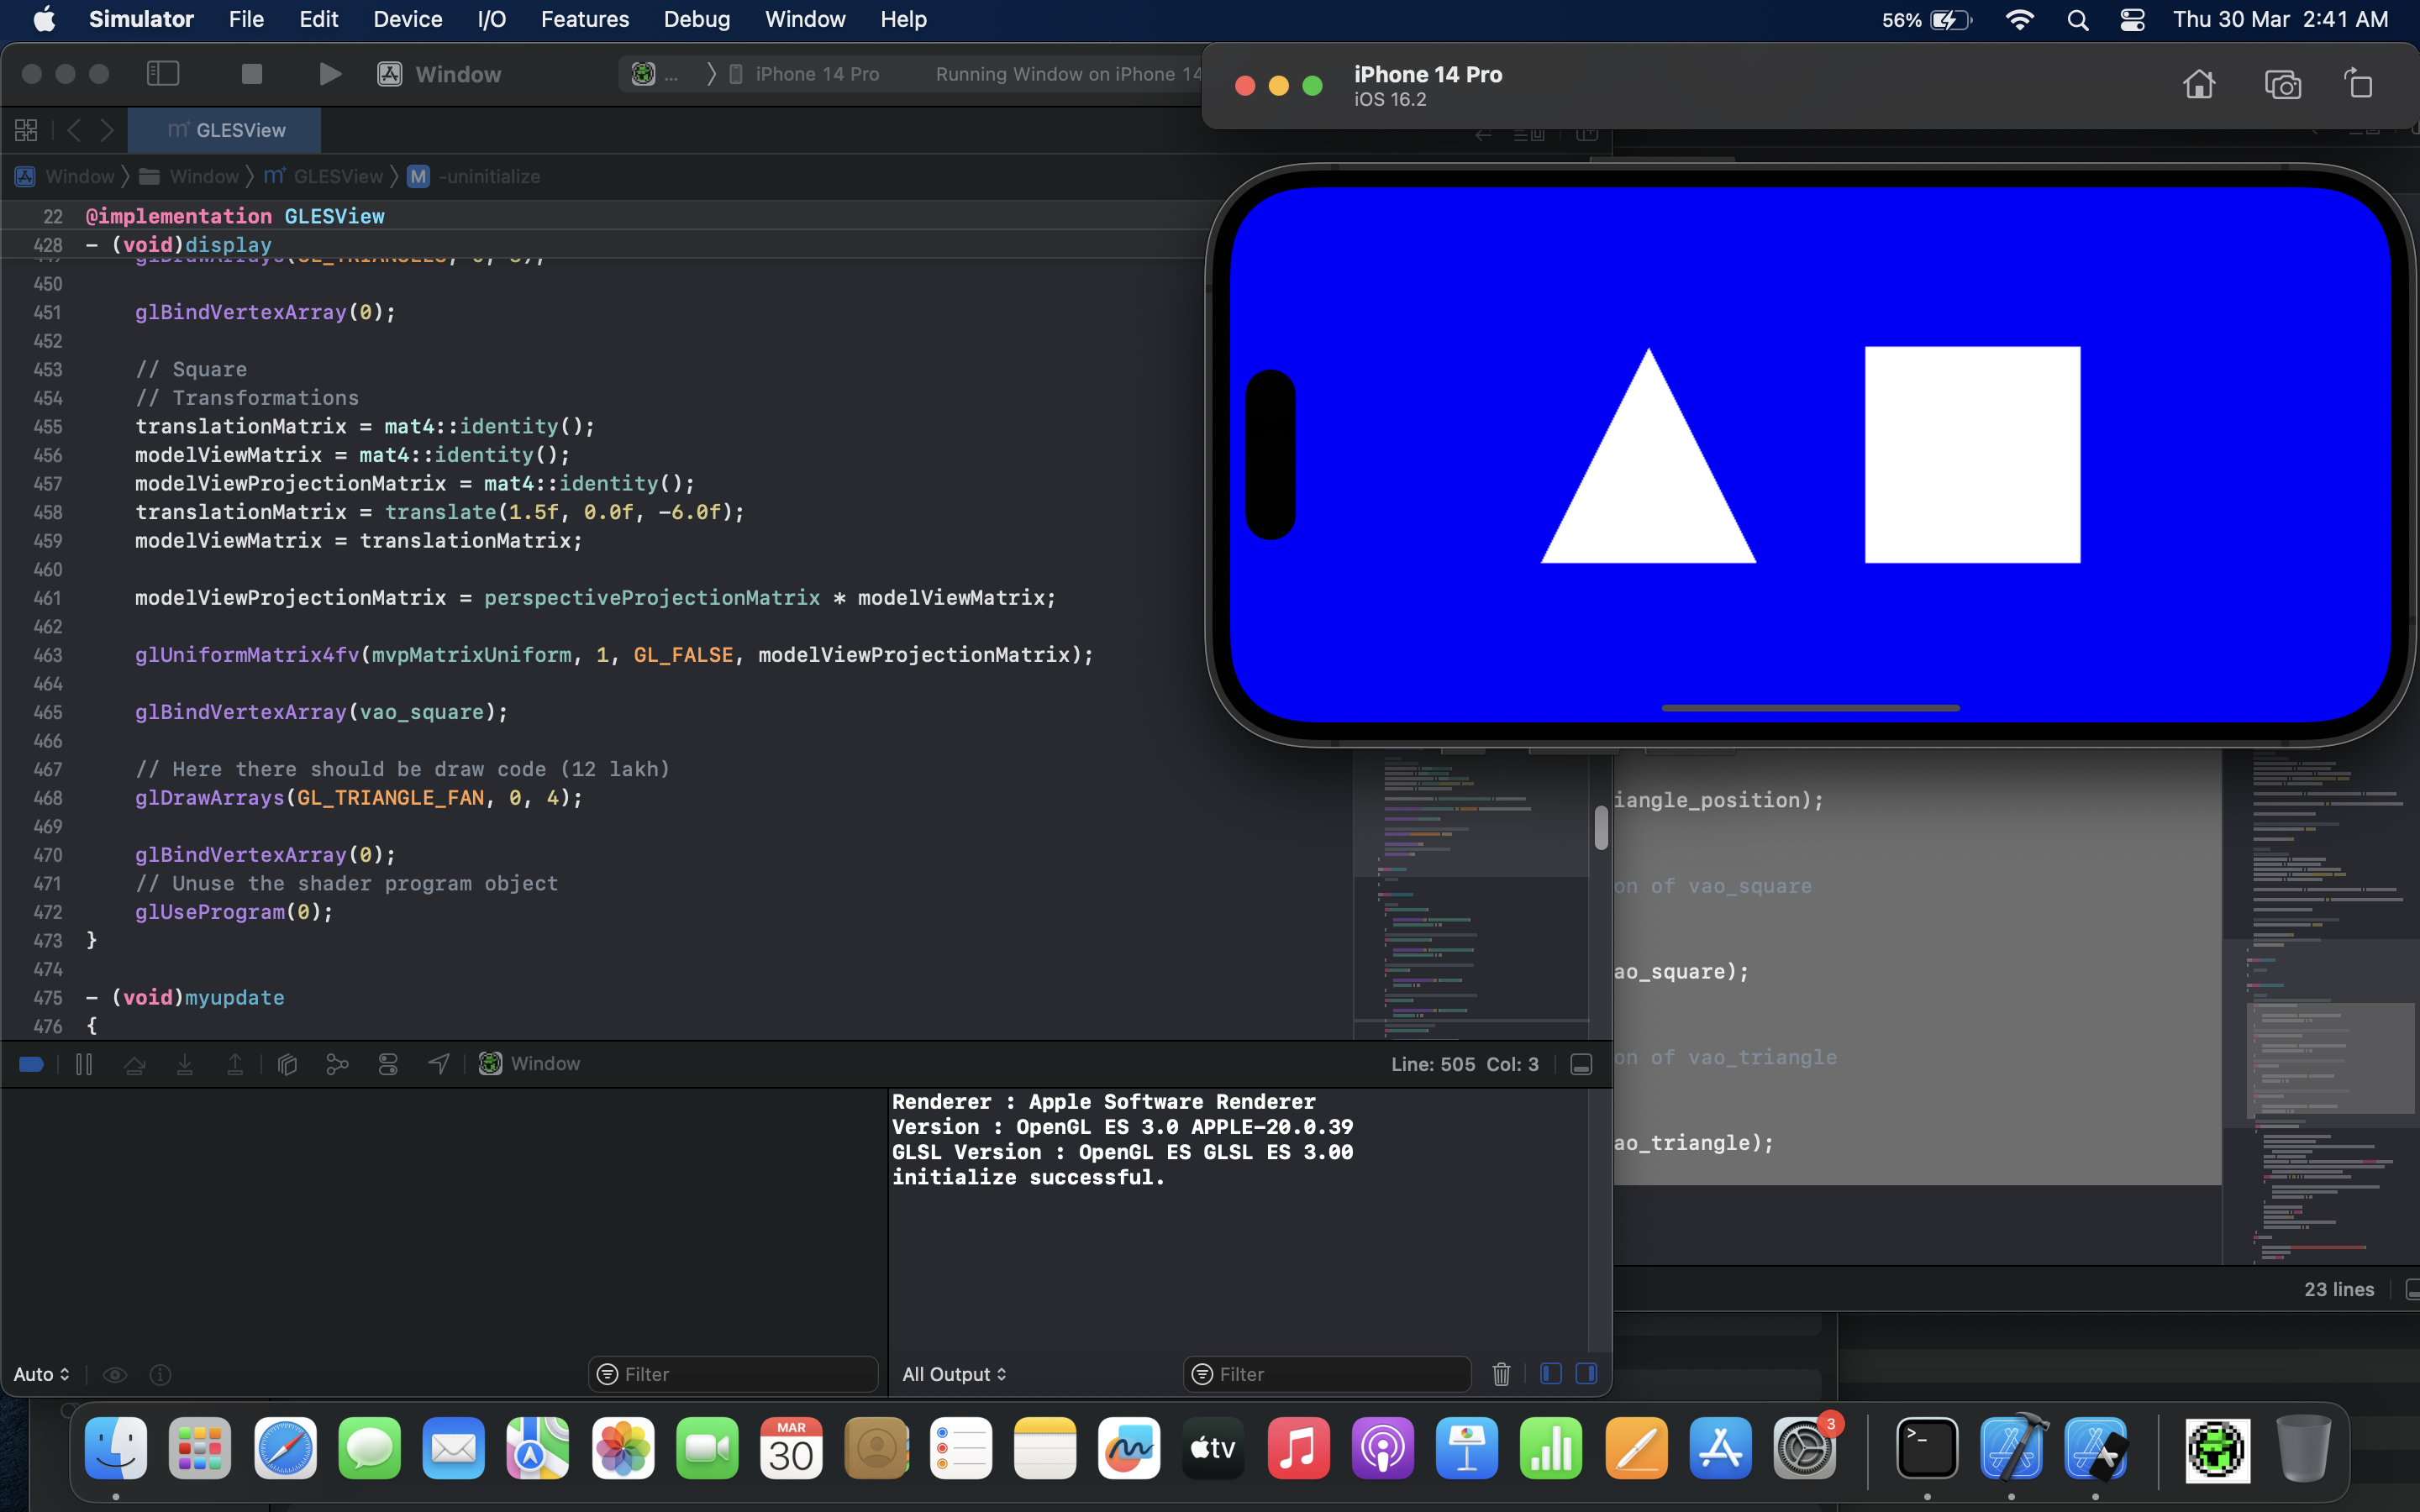 Simulator File Edit Device I/O Features Debug Window Help 56% Thu 30 Mar 2:41 AM
Window ... iPhone 14 Pro Running Window on iPhone 14
iPhone 14 Pro
iOS 16.2
GLESView
Window Window GLESView M -uninitialize
22 @implementation GLESView
428 - (void)display
450
451 glBindVertexArray(0);
452
453 // Square
454 // Transformations
455 translationMatrix = mat4::identity();
456 modelViewMatrix = mat4::identity();
457 modelViewProjectionMatrix = mat4::identity();
458 translationMatrix = translate(1.5f, 0.0f, -6.0f);
459 modelViewMatrix = translationMatrix;
460
461 modelViewProjectionMatrix = perspectiveProjectionMatrix * modelViewMatrix;
462
463 glUniformMatrix4fv(mvpMatrixUniform, 1, GL_FALSE, modelViewProjectionMatrix);
464
465 glBindVertexArray(vao_square);
466
467 // Here there should be draw code (12 lakh)
468 glDrawArrays(GL_TRIANGLE_FAN, 0, 4);
469
470 glBindVertexArray(0);
471 // Unuse the shader program object
472 glUseProgram(0);
473 }
474
475 - (void)myupdate
476 {
iangle_position);
on of vao_square
ao_square);
on of vao_triangle
ao_triangle);
23 lines
Window Line: 505 Col: 3
Renderer : Apple Software Renderer
Version : OpenGL ES 3.0 APPLE-20.0.39
GLSL Version : OpenGL ES GLSL ES 3.00
initialize successful.
Auto Filter All Output Filter
MAR
30
tv
3
>_